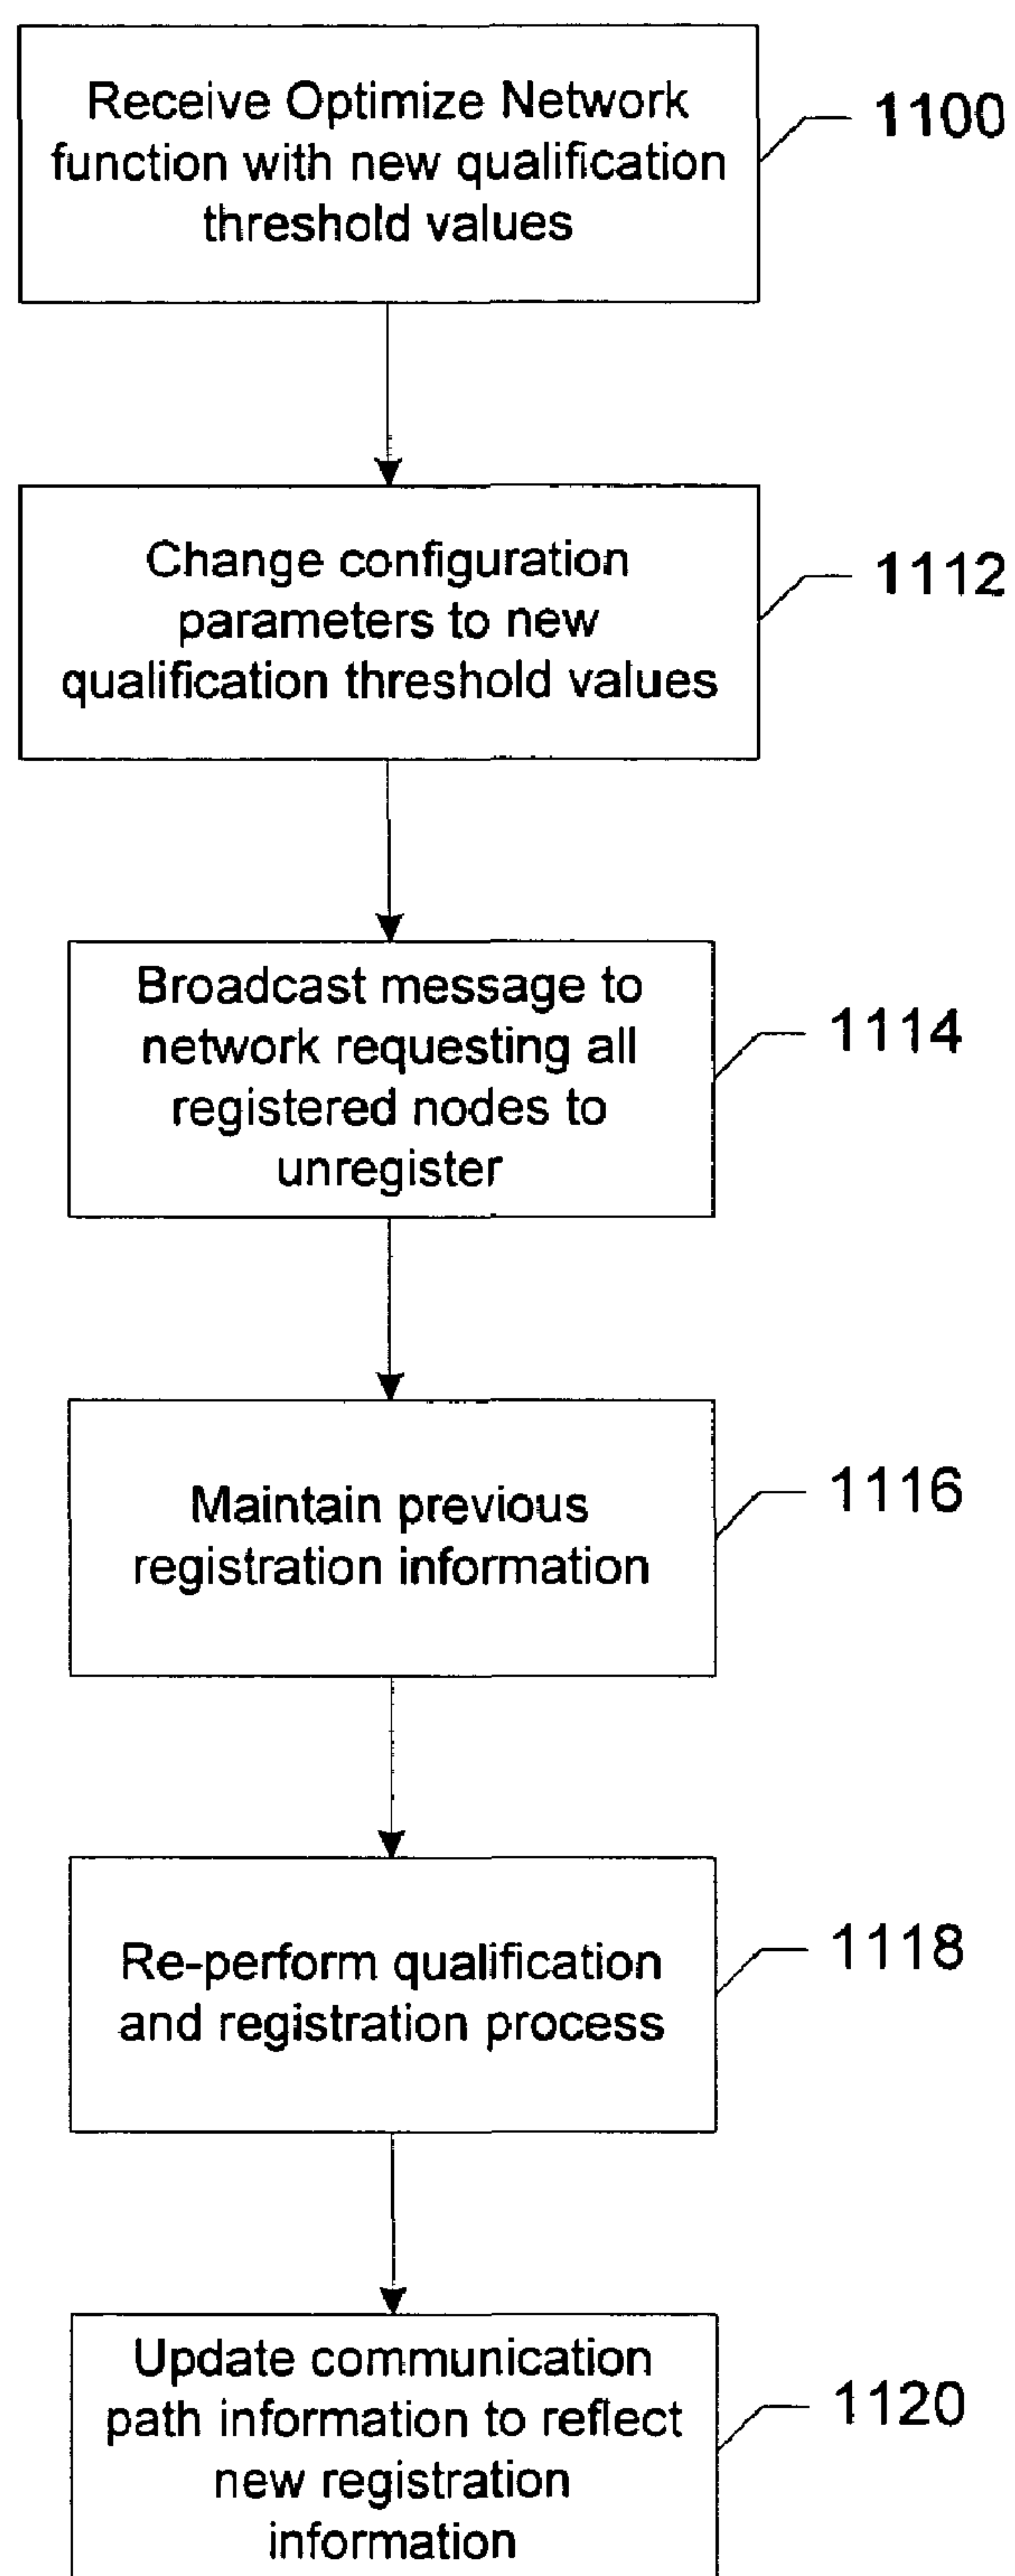 Receive Optimize Network
function with new qualification
threshold values
1100
Change configuration
parameters to new
qualification threshold values
1112
Broadcast message to
network requesting all
registered nodes to
unregister
1114
Maintain previous
registration information
1116
Re-perform qualification
and registration process
1118
Update communication
path information to reflect
new registration
information
1120